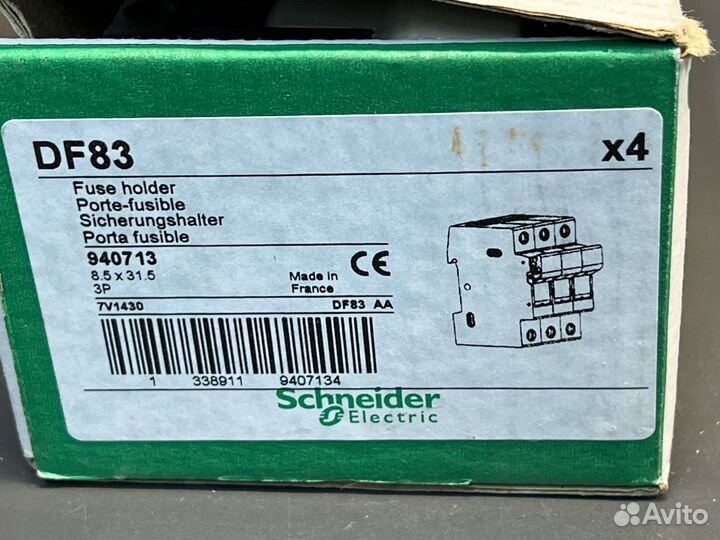 DF83
x4
Fuse holder
Porte-fusible
Sicherungshalter
Porta fusible
940713
8.5 x 31.5
3P
Made in
France
CE
7V1430
DF83 AA
1 338911 9407134
Schneider
Electric
Avito